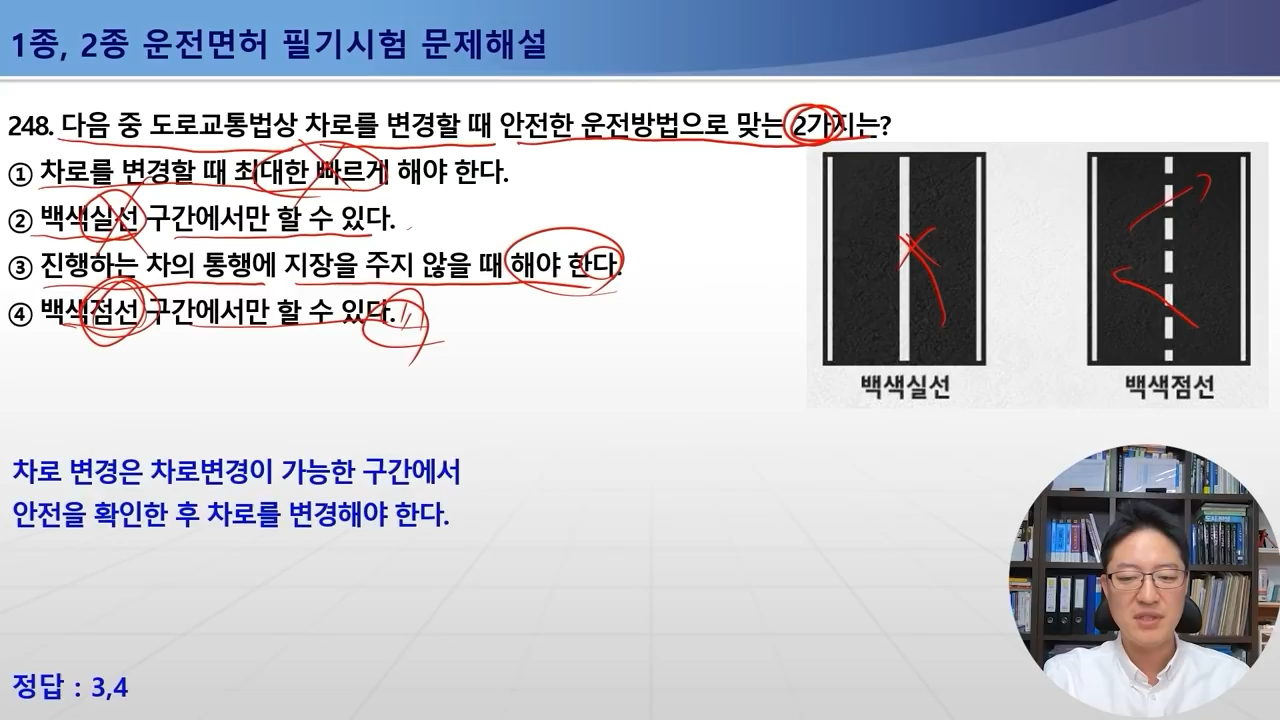 1종, 2종 운전면허 필기시험 문제해설
248. 다음 중 도로교통법상 차로를 변경할 때 안전한 운전방법으로 맞는 2가지는?
① 차로를 변경할 때 최대한 빠르게 해야 한다.
② 백색실선 구간에서만 할 수 있다.
③ 진행하는 차의 통행에 지장을 주지 않을 때 해야 한다.
④ 백색점선 구간에서만 할 수 있다.
백색실선
백색점선
차로 변경은 차로변경이 가능한 구간에서
안전을 확인한 후 차로를 변경해야 한다.
정답 : 3,4